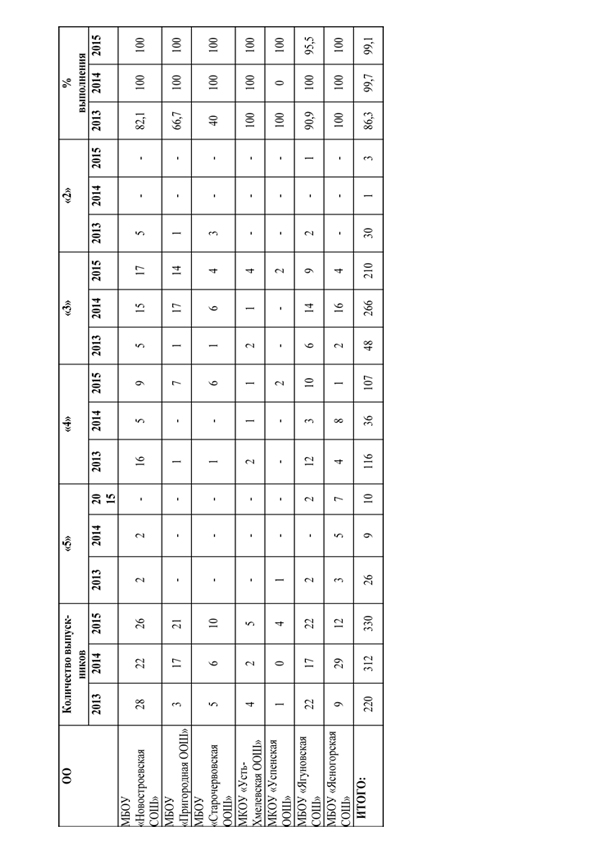 ОО Количество выпуск- «5» «4» «3» «2» %
ников выполнения
2013 2014 2015 2013 2014 20 2013 2014 2015 2013 2014 2015 2013 2014 2015 2013 2014 2015
15
МБОУ
«Новостроевская 28 22 26 2 2 - 16 5 9 5 15 17 5 - - 82,1 100 100
СОШ»
МБОУ
«Пригородная ООШ» 3 17 21 - - - 1 - 7 1 17 14 1 - - 66,7 100 100
МБОУ
«Старочервовская 5 6 10 - - - 1 - 6 1 6 4 3 - - 40 100 100
ООШ»
МКОУ «Усть- 4 2 5 - - - 2 1 1 2 1 4 - - - 100 100 100
Хмелевская ООШ»
МКОУ «Успенская 1 0 4 1 - - - - 2 - - 2 - - - 100 0 100
ООШ»
МБОУ «Ягуновская 22 17 22 2 - 2 12 3 10 6 14 9 2 - 1 90,9 100 95,5
СОШ»
МБОУ «Ясногорская 9 29 12 3 5 7 4 8 1 2 16 4 - - - 100 100 100
СОШ»
ИТОГО: 220 312 330 26 9 10 116 36 107 48 266 210 30 1 3 86,3 99,7 99,1